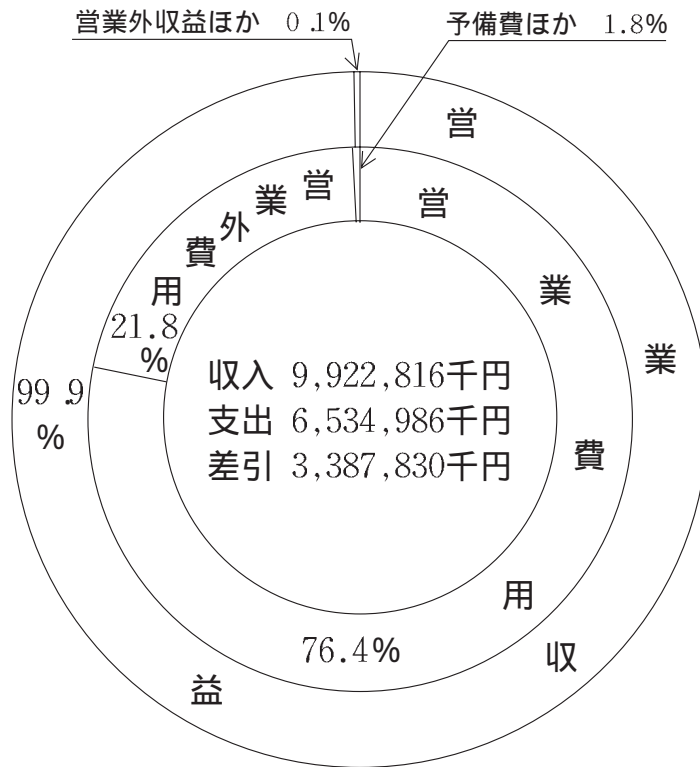 営業外収益ほか 0.1%
予備費ほか 1.8%
営業収益
99.9%
営業費用
76.4%
営業外費用
21.8%
収入 9,922,816千円
支出 6,534,986千円
差引 3,387,830千円